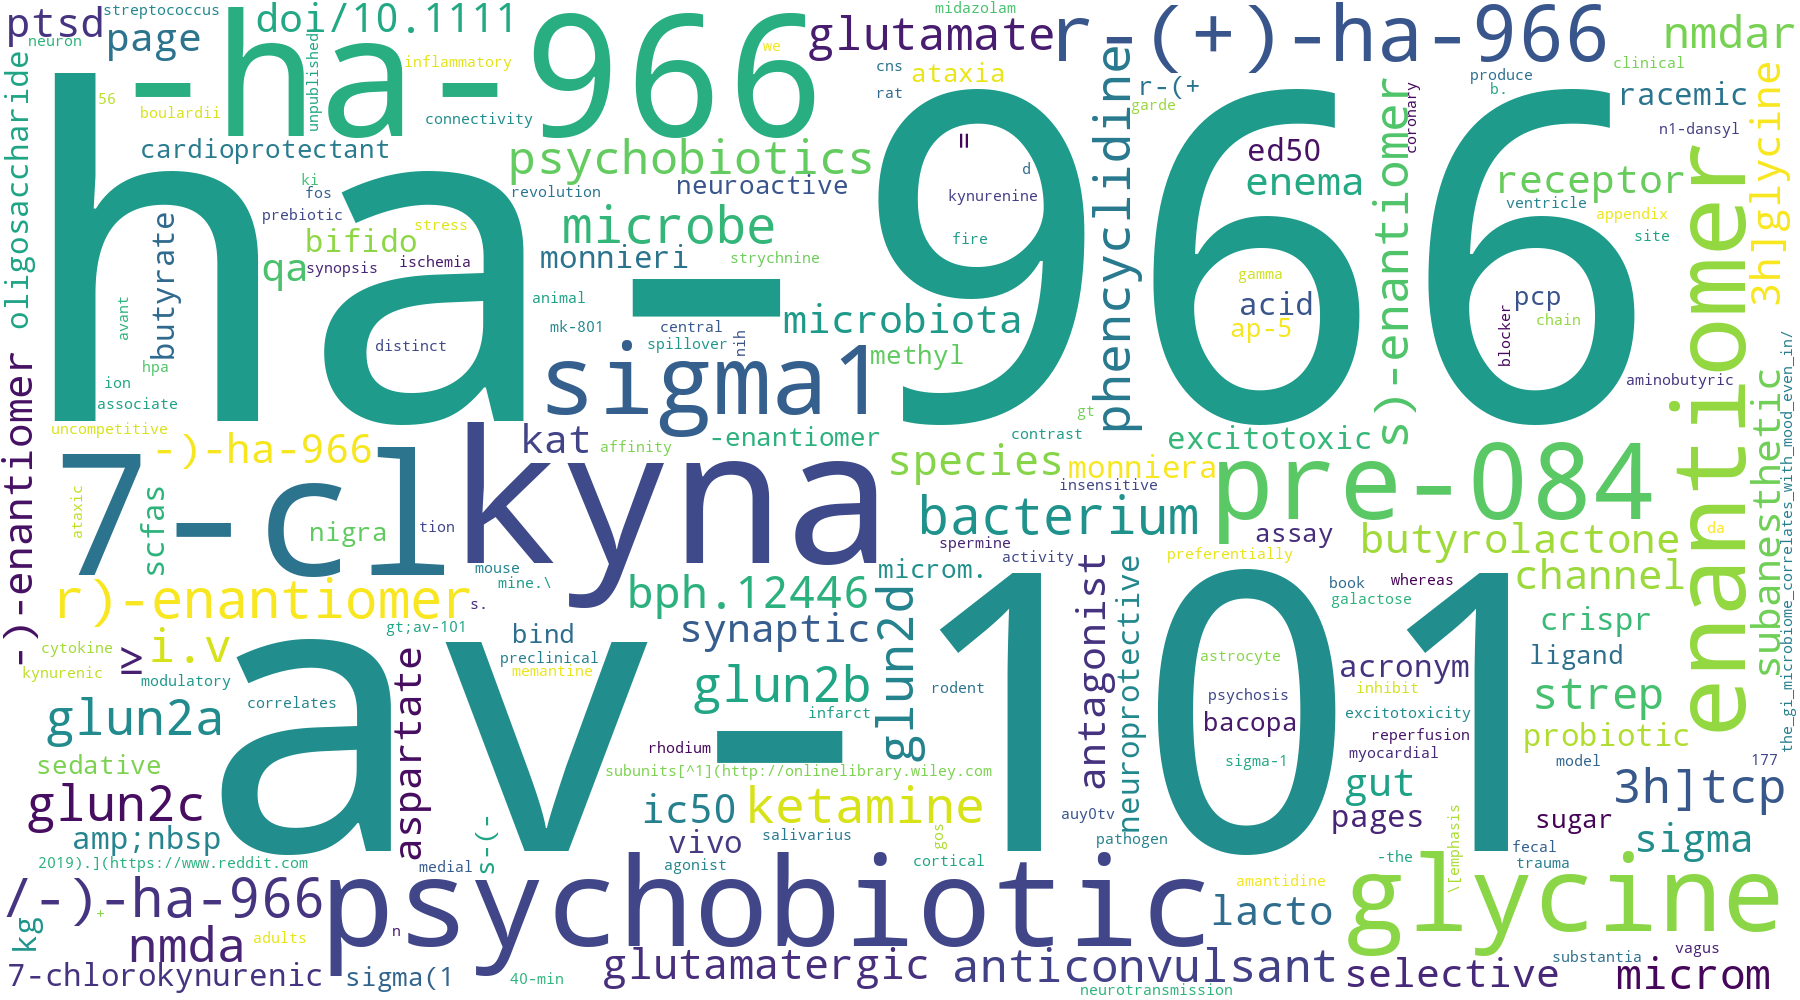 streptococcus
ptsd
neuron
page
doi/10.1111
unpublished
inflammatory
-ha-966
we
midazolam
glutamate
r-(+)-ha-966
nmdar
clinical
cns
rat
ataxia
r-(+
garde
produce
b.
racemic
n1-dansyl
56
boulardii
connectivity
oligosaccharide
cardioprotectant
psychobiotics
ha-966
II
d
kynurenine
fire
phencyclidine
ed50
enema
s)-enantiomer
coronary
receptor
ventricle
appendix
site
3h]glycine
enantiomer
ki
fos
prebiotic
revolution
neuroactive
butyrate
bifido
stress
microbe
qa
synopsis
ischemia
monnieri
strychnine
gamma
acid
ap-5
pcp
chain
blocker
avant
animal
mk-801
microbiota
central
spillover
nih
methyl
distinct
hpa
ion
associate
sigma1
aminobutyric
gt
subanesthetic
the_gi_microbiome_correlates_with_mood_even_in/
-)-enantiomer
uncompetitive
-)-ha-966
kat
affinity
-enantiomer
contrast
excitotoxic
species
monniera
insensitive
pre-084
7-cl
kyna
scfas
ataxic
nigra
tion
bacterium
assay
da
butyrolactone
spermine
activity
preferentially
channel
mouse
mine.\
microm.
r)-enantiomer
s.
bph.12446
glun2d
antagonist
neuroprotective
book
galactose
whereas
crispr
gt;av-101
i.v
iv
cytokine
kynurenic
modulatory
bind
preclinical
memantine
synaptic
av-101
astrocyte
acronym
ligand
inhibit
strep
aspartate
glun2a
correlates
glun2b
rodent
infarct
psychosis
bacopa
excitotoxicity
reperfusion
myocardial
probiotic
rhodium
sigma-1
model
177
sedative
subunits[^1](http://onlinelibrary.wiley.com
glun2c
ic50
ketamine
auy0tv
gut
3h]tcp
amp;nbsp
s-(-
vivo
salivarius
gos
pathogen
pages
\[emphasis
sugar
sigma
2019).](https://www.reddit.com
medial
agonist
cortical
-the
fecal
trauma
/-)-ha-966
+
psychobiotic
amantidine
glycine
kg
nmda
adults
n
lacto
vagus
7-chlorokynurenic
sigma(1
40-min
glutamatergic
anticonvulsant
selective
substantia
microm
neurotransmission